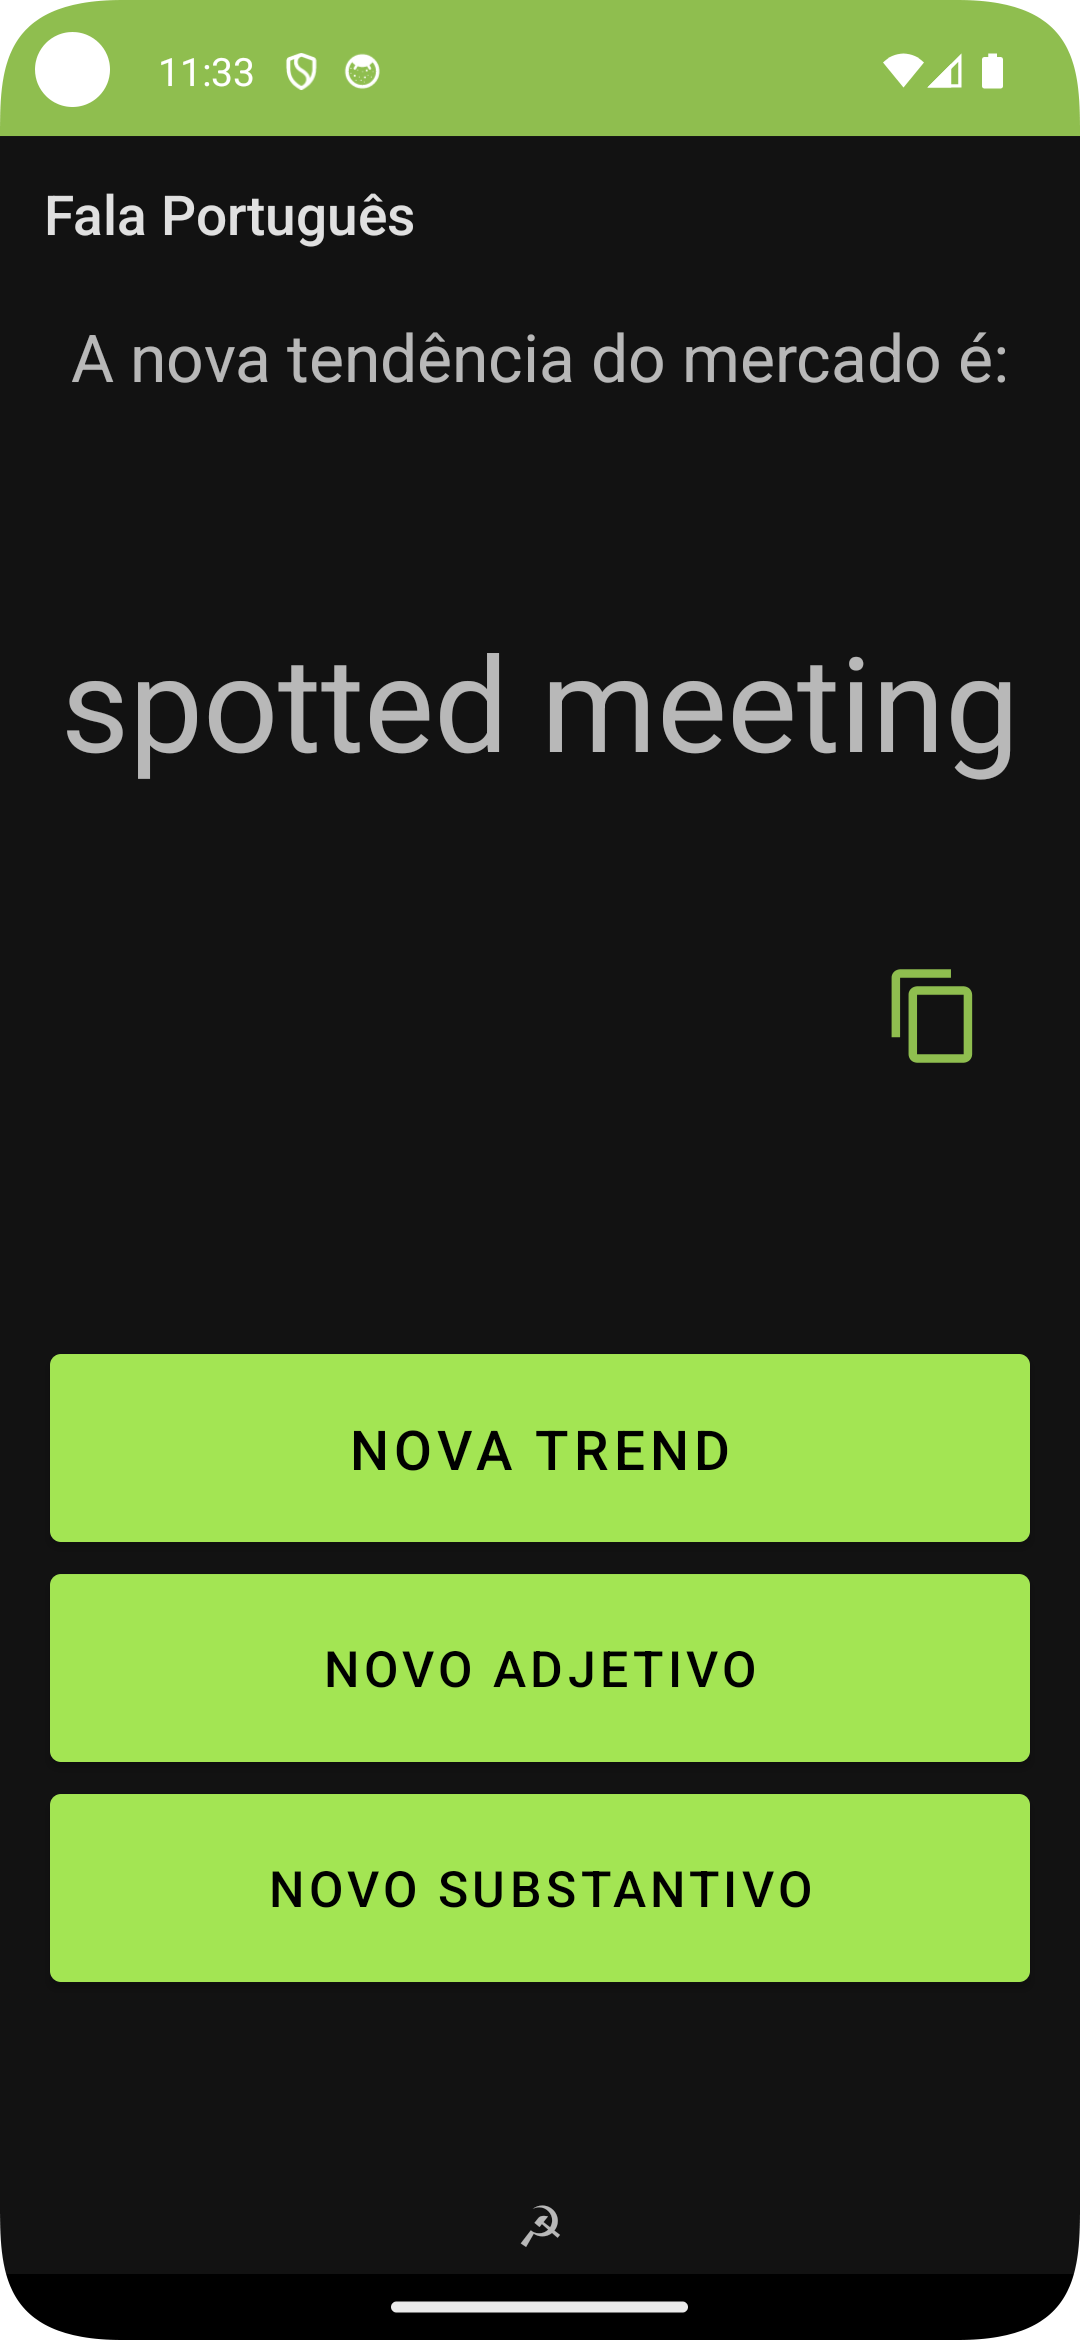 11:33
Fala Português
A nova tendência do mercado é:
spotted meeting
NOVA TREND
NOVO ADJETIVO
NOVO SUBSTANTIVO
☭